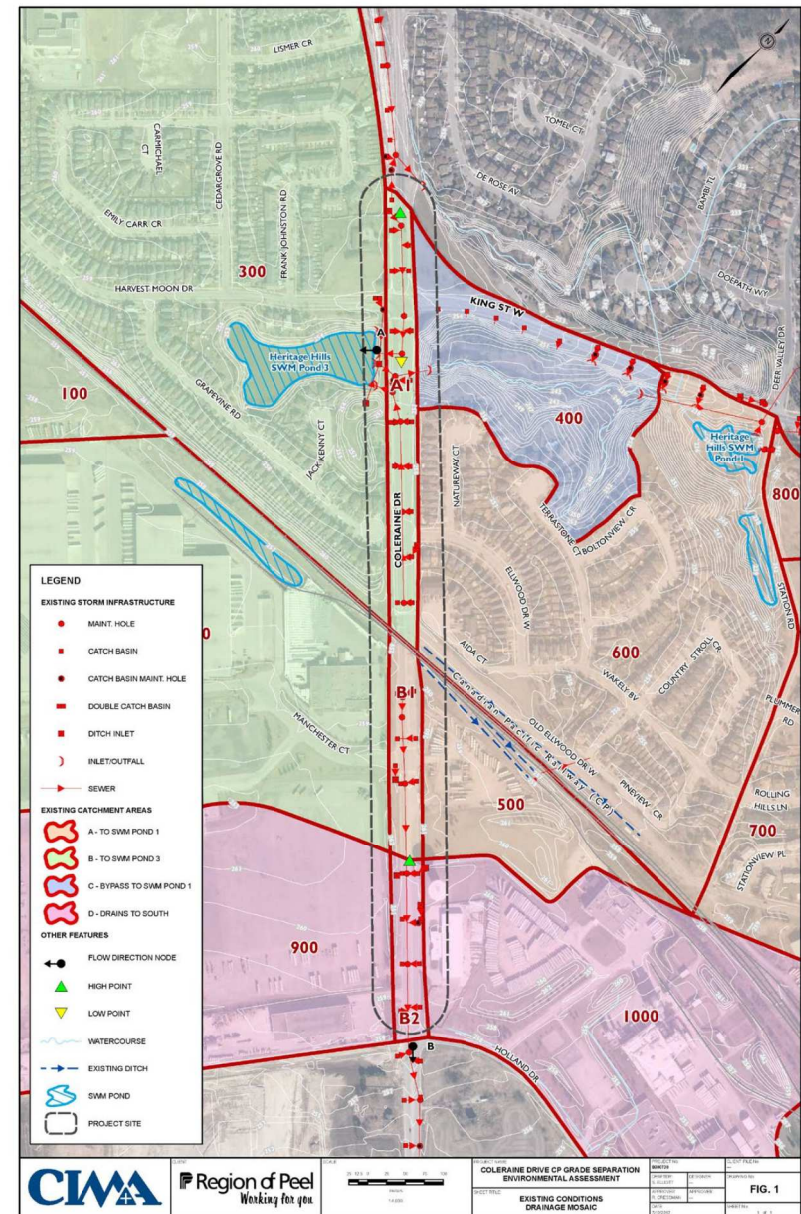 LISMER CR
CARMICHAEL
CT
CEDARGROVE RD
TOMEL CT
DE ROSE AV
BAMBI TL
EMILY CARR CR
FRANK JOHNSTON RD
DOEPATH WY
300
HARVEST MOON DR
KING ST W
A
Heritage Hills
SWM Pond 3
A1
DEER VALLEY DR
100
GRAPEVINE RD
400
JACK KENNY CT
NATUREWAY CT
Heritage
Hills SWM
Pond 1
800
COLERAINE DR
TERRASTONE
CT
BOLTONVIEW CR
STATION RD
ELLWOOD DR W
AIDA CT
600
COUNTRY STROLL
CR
WAKELY BV
PLUMMER
RD
B1
Canadian Pacific Railway (CP)
OLD ELLWOOD DR W
MANCHESTER CT
PINEVIEW CR
500
ROLLING
HILLS LN
700
STATIONVIEW PL
900
B2
1000
B
HOLLAND DR
LEGEND
EXISTING STORM INFRASTRUCTURE
MAINT. HOLE
CATCH BASIN
CATCH BASIN MAINT. HOLE
DOUBLE CATCH BASIN
DITCH INLET
INLET/OUTFALL
SEWER
EXISTING CATCHMENT AREAS
A - TO SWM POND 1
B - TO SWM POND 3
C - BYPASS TO SWM POND 1
D - DRAINS TO SOUTH
OTHER FEATURES
FLOW DIRECTION NODE
HIGH POINT
LOW POINT
WATERCOURSE
EXISTING DITCH
SWM POND
PROJECT SITE
CIMA+
Region of Peel
Working for you
COLERAINE DRIVE CP GRADE SEPARATION
ENVIRONMENTAL ASSESSMENT
EXISTING CONDITIONS
DRAINAGE MOSAIC
FIG. 1